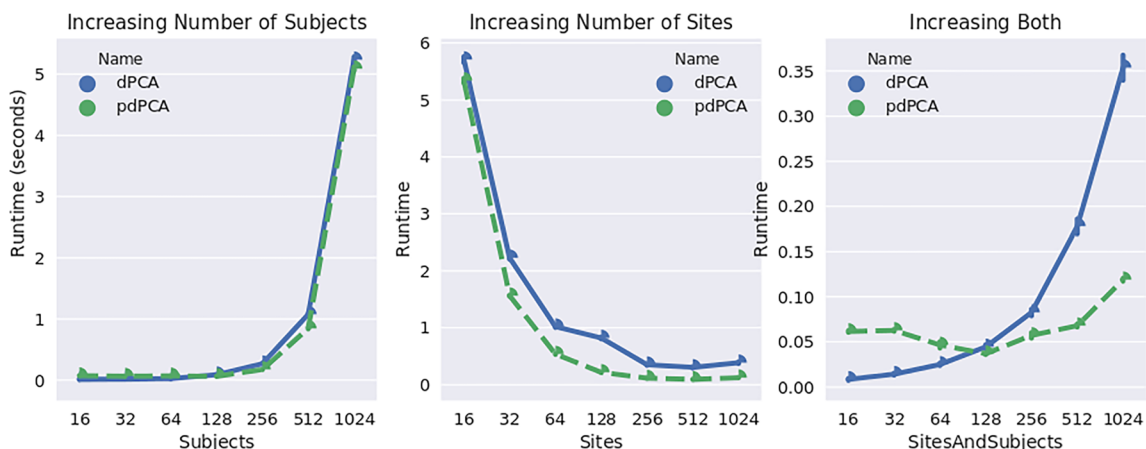 Increasing Number of Subjects
Name
dPCA
pdPCA
Runtime (seconds)
5
4
3
2
1
0
16 32 64 128 256 512 1024
Subjects
Increasing Number of Sites
Name
dPCA
pdPCA
Runtime
6
5
4
3
2
1
0
16 32 64 128 256 512 1024
Sites
Increasing Both
Name
dPCA
pdPCA
Runtime
0.35
0.30
0.25
0.20
0.15
0.10
0.05
0.00
16 32 64 128 256 512 1024
SitesAndSubjects